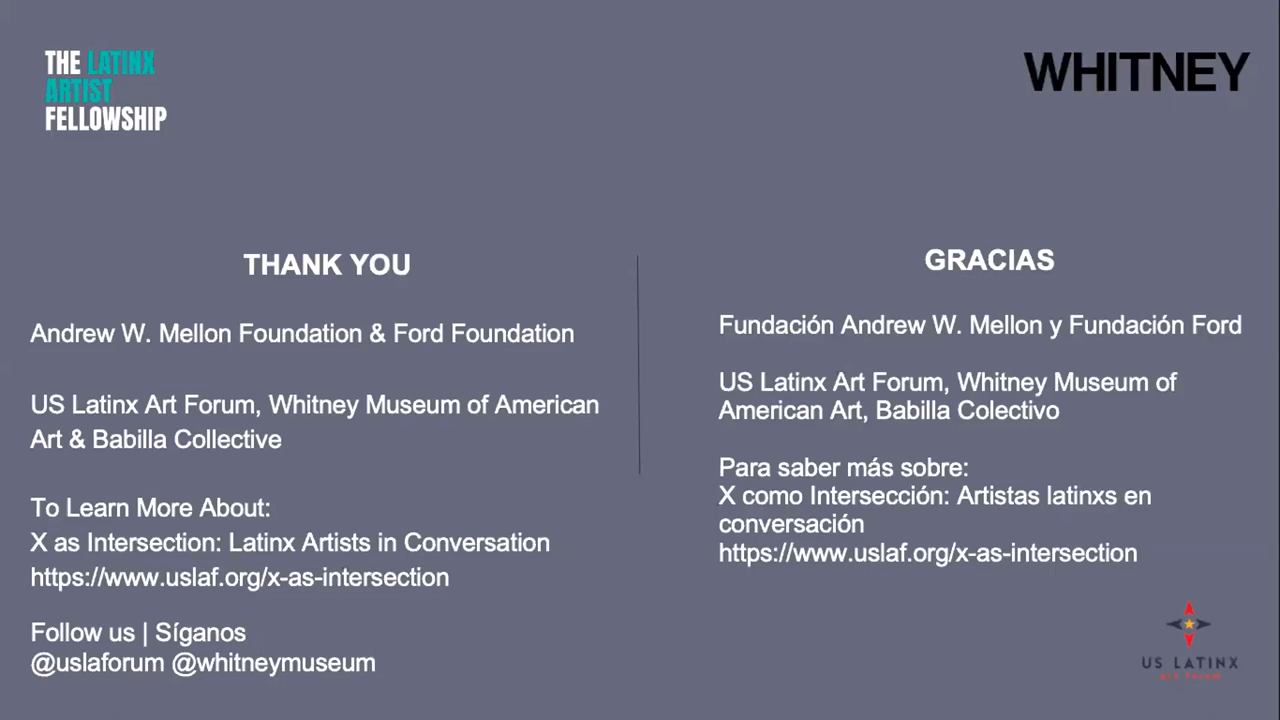 THE LATINX
ARTIST
FELLOWSHIP
WHITNEY
THANK YOU
Andrew W. Mellon Foundation & Ford Foundation
US Latinx Art Forum, Whitney Museum of American
Art & Babilla Collective
To Learn More About:
X as Intersection: Latinx Artists in Conversation
https://www.uslaf.org/x-as-intersection
Follow us | Síganos
@uslaforum @whitneymuseum
GRACIAS
Fundación Andrew W. Mellon y Fundación Ford
US Latinx Art Forum, Whitney Museum of
American Art, Babilla Colectivo
Para saber más sobre:
X como Intersección: Artistas latinxs en
conversación
https://www.uslaf.org/x-as-intersection
US LATINX
Art Forum